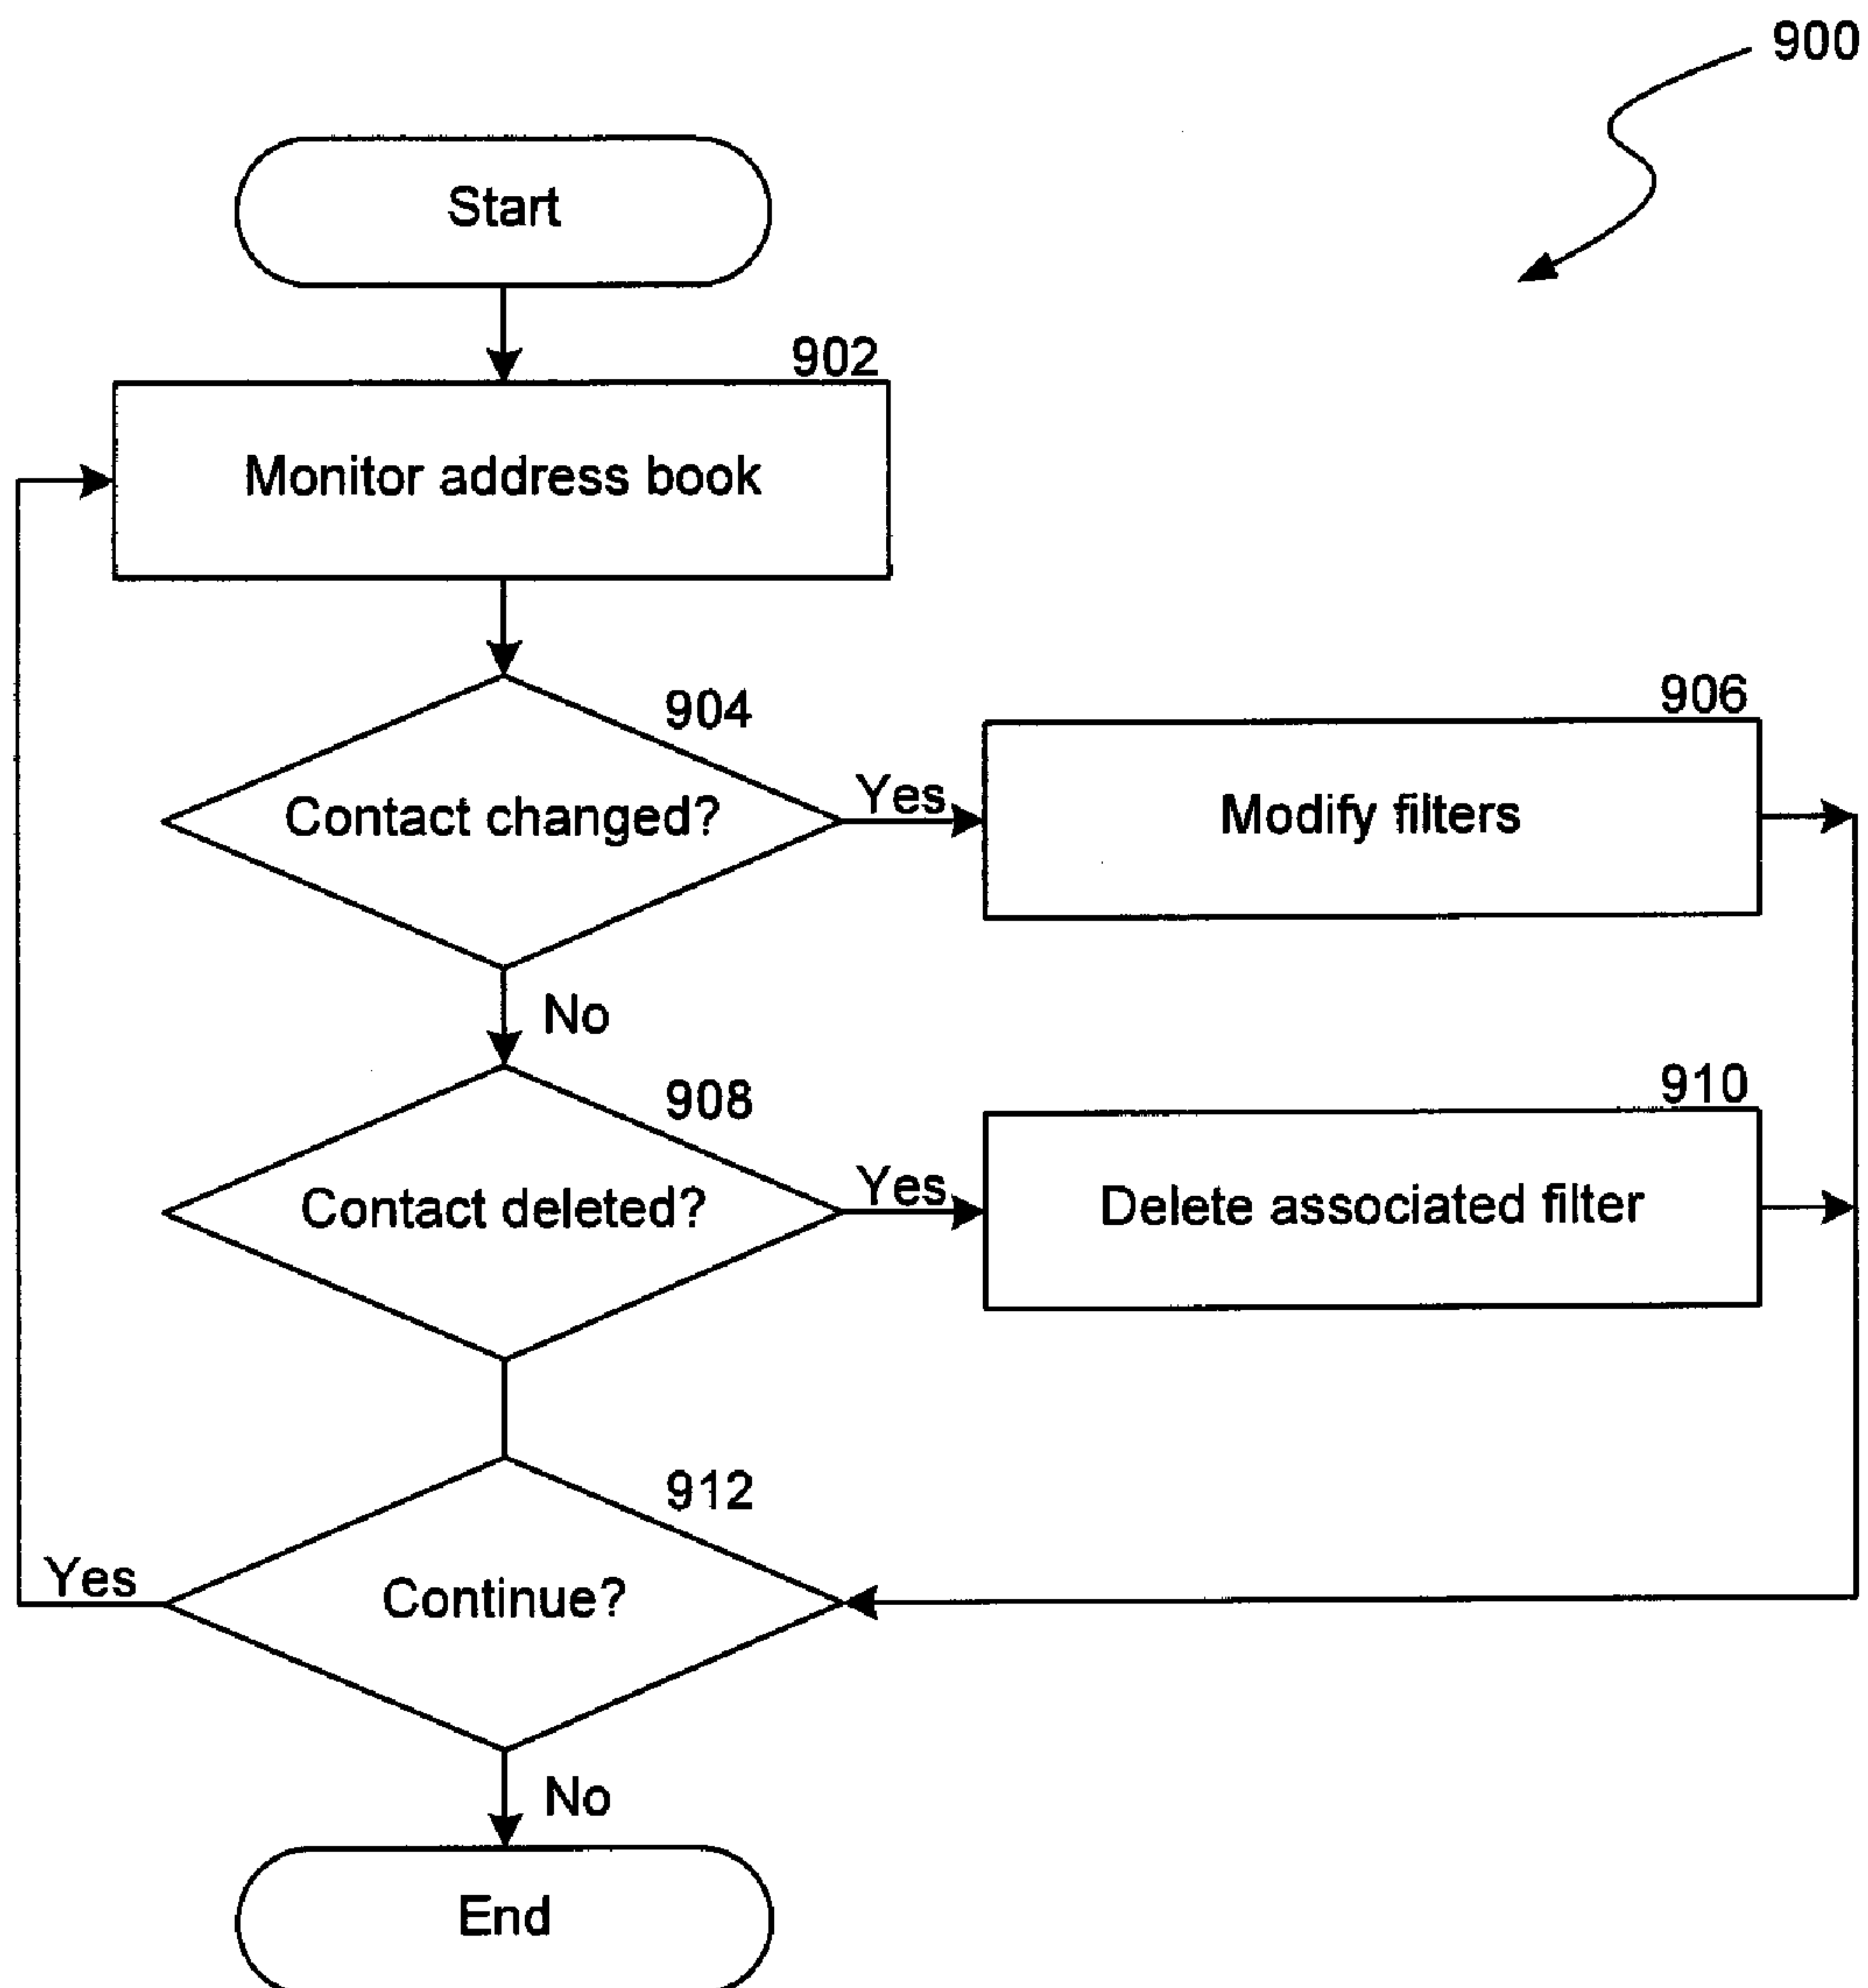 900
Start
902
Monitor address book
904
Contact changed?
Yes
906
Modify filters
No
908
Contact deleted?
Yes
910
Delete associated filter
912
Continue?
Yes
No
End